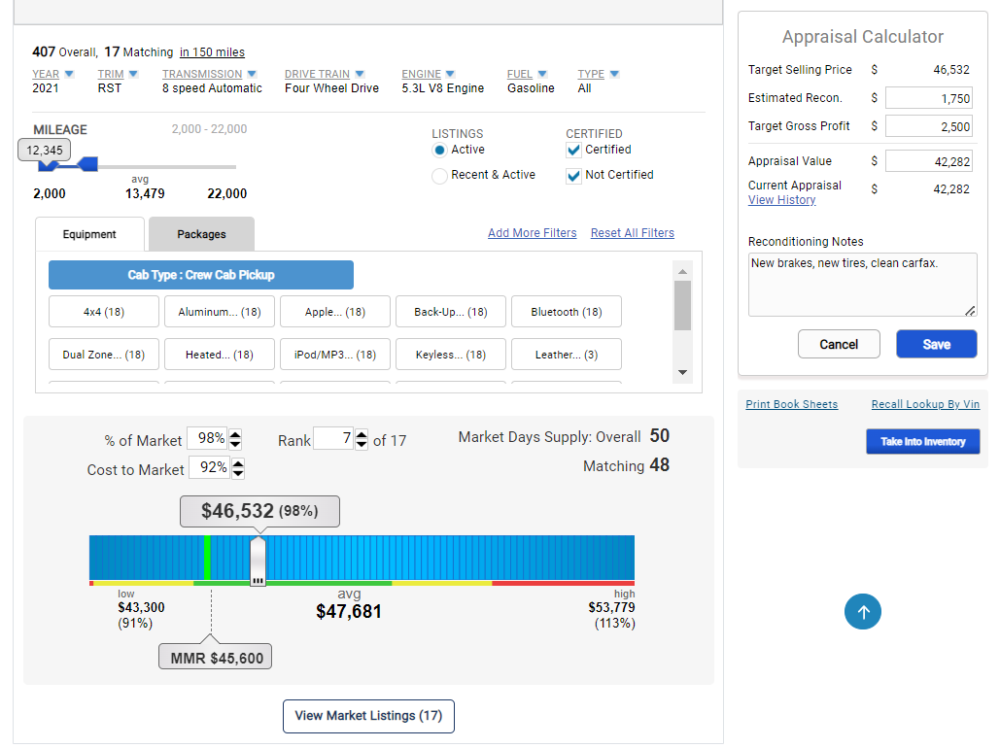 407 Overall, 17 Matching in 150 miles
YEAR TRIM TRANSMISSION DRIVE TRAIN ENGINE FUEL TYPE
2021 RST 8 speed Automatic Four Wheel Drive 5.3L V8 Engine Gasoline All
MILEAGE 2,000 - 22,000
12,345
avg
2,000 13,479 22,000
LISTINGS
Active
Recent & Active
CERTIFIED
Certified
Not Certified
Equipment Packages Add More Filters Reset All Filters
Cab Type : Crew Cab Pickup
4x4 (18) Aluminum... (18) Apple... (18) Back-Up... (18) Bluetooth (18)
Dual Zone... (18) Heated... (18) iPod/MP3... (18) Keyless... (18) Leather... (3)
% of Market 98% Rank 7 of 17 Market Days Supply: Overall 50
Cost to Market 92% Matching 48
$46,532 (98%)
low avg high
$43,300 $47,681 $53,779
(91%) (113%)
MMR $45,600
View Market Listings (17)
Appraisal Calculator
Target Selling Price $ 46,532
Estimated Recon. $ 1,750
Target Gross Profit $ 2,500
Appraisal Value $ 42,282
Current Appraisal $ 42,282
View History
Reconditioning Notes
New brakes, new tires, clean carfax.
Cancel Save
Print Book Sheets Recall Lookup By Vin
Take Into Inventory